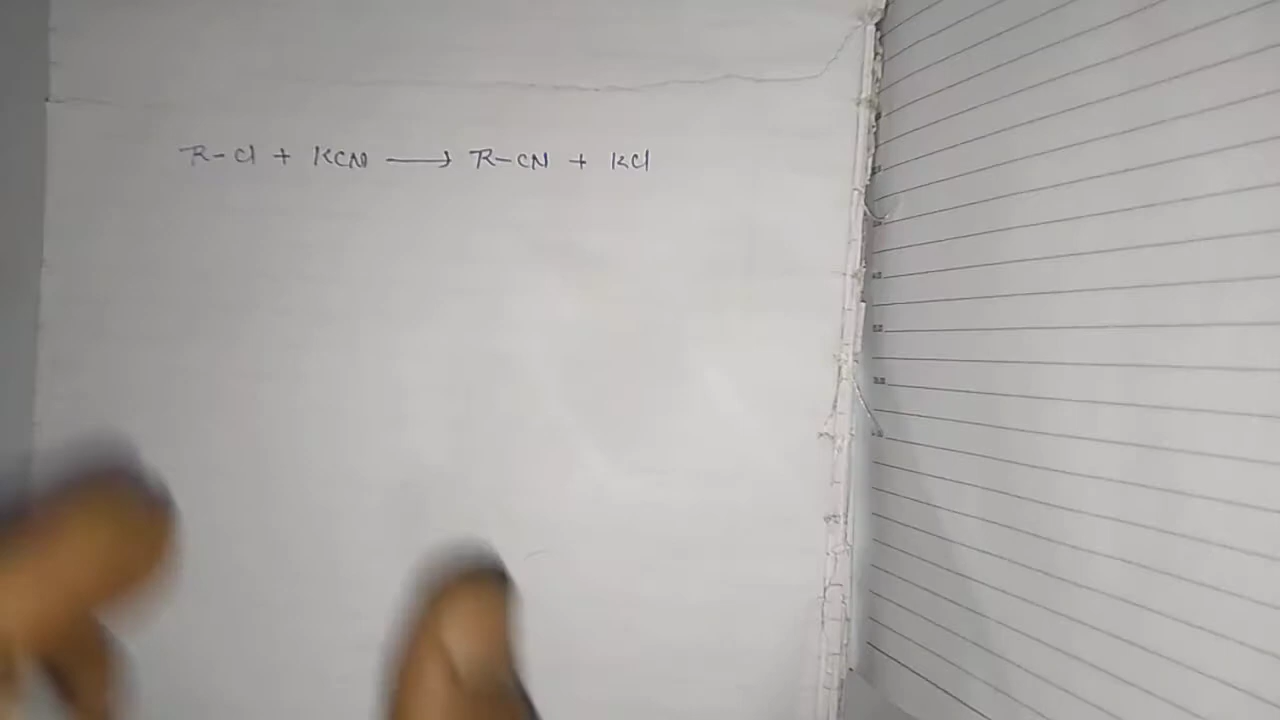 R-Cl + KCN ⟶ R-CN + KCl